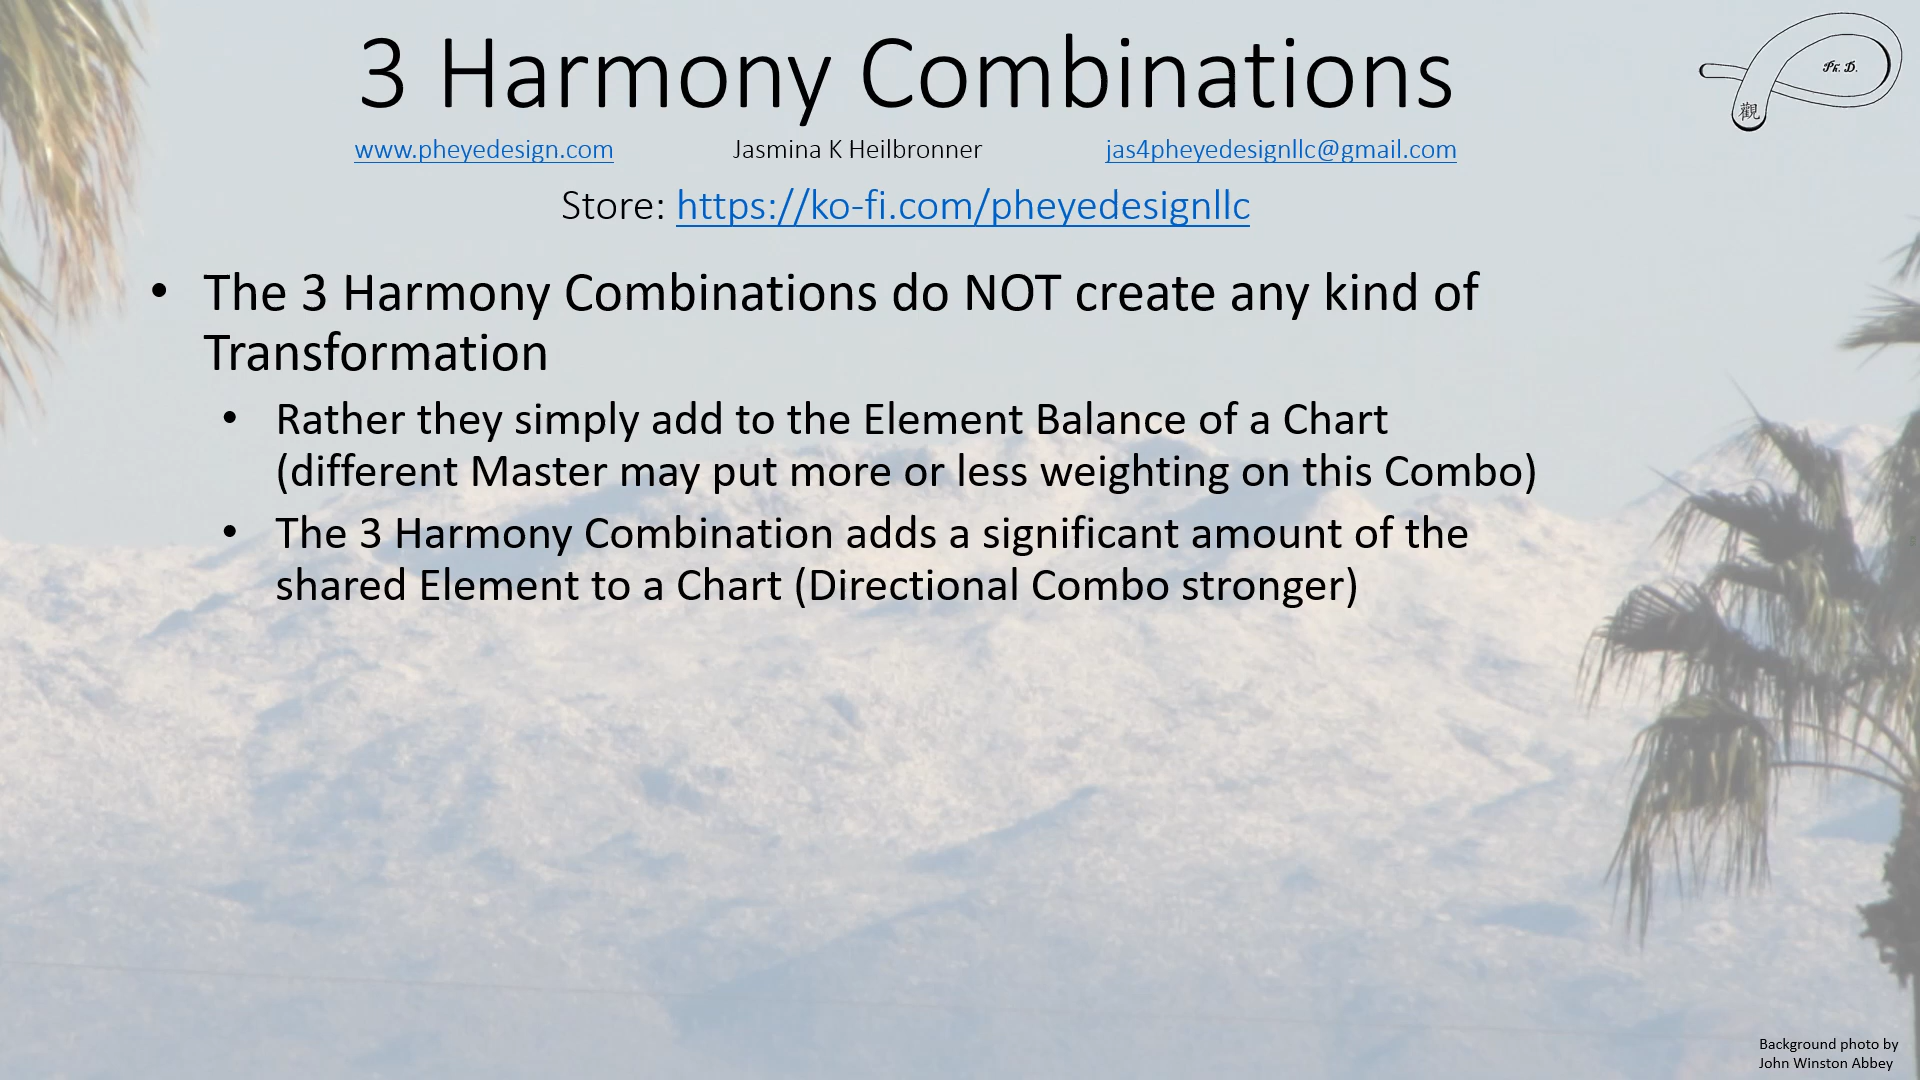 3 Harmony Combinations
www.pheyedesign.com Jasmina K Heilbronner jas4pheyedesignllc@gmail.com
Store: https://ko-fi.com/pheyedesignllc
Ph. D.
觀
• The 3 Harmony Combinations do NOT create any kind of
Transformation
• Rather they simply add to the Element Balance of a Chart
(different Master may put more or less weighting on this Combo)
• The 3 Harmony Combination adds a significant amount of the
shared Element to a Chart (Directional Combo stronger)
Background photo by
John Winston Abbey